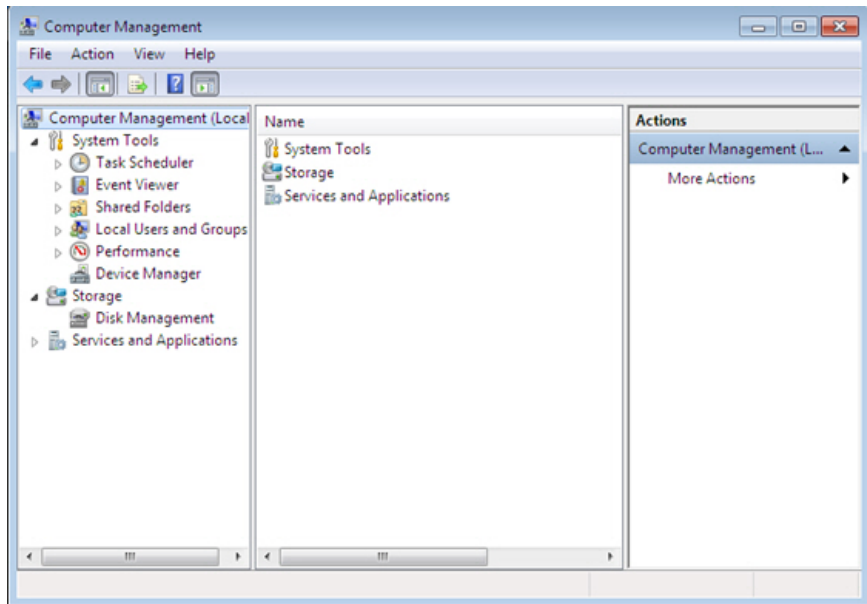 Computer Management
File Action View Help
Computer Management (Local
System Tools
Task Scheduler
Event Viewer
Shared Folders
Local Users and Groups
Performance
Device Manager
Storage
Disk Management
Services and Applications
Name
System Tools
Storage
Services and Applications
Actions
Computer Management (L...
More Actions